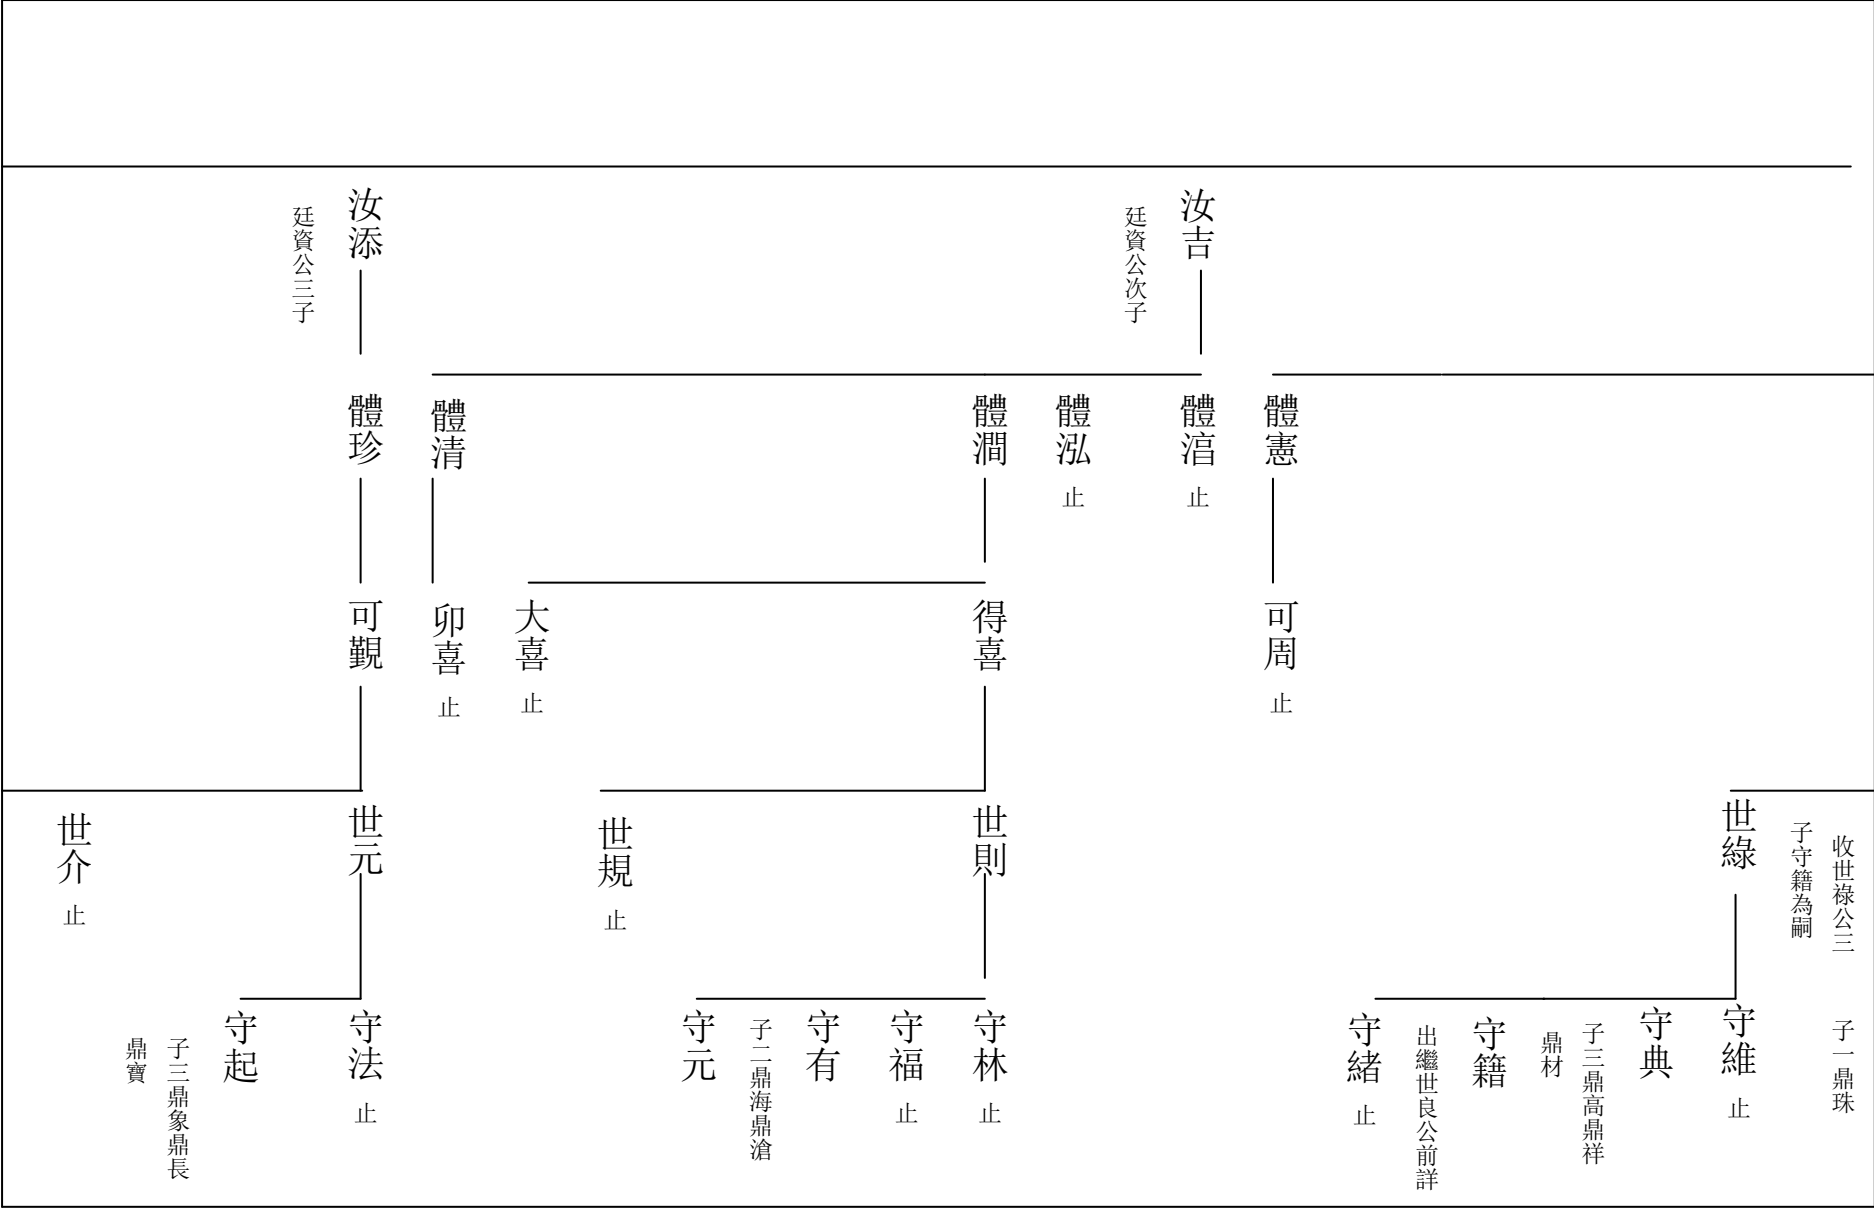 汝吉
廷資公次子
汝添
廷資公三子
體憲
體湇
止
體泓
止
體澗
體清
體珍
可周
止
得喜
大喜
止
卯喜
止
可覲
收世祿公三
子守籍為嗣
世綠
世則
世規
止
世元
世介
止
子一鼎珠
守維
止
守典
子三鼎高鼎祥
鼎材
守籍
出繼世良公前詳
守緒
止
守林
止
守福
止
守有
子二鼎海鼎滄
守元
守法
止
守起
子三鼎象鼎長
鼎寶